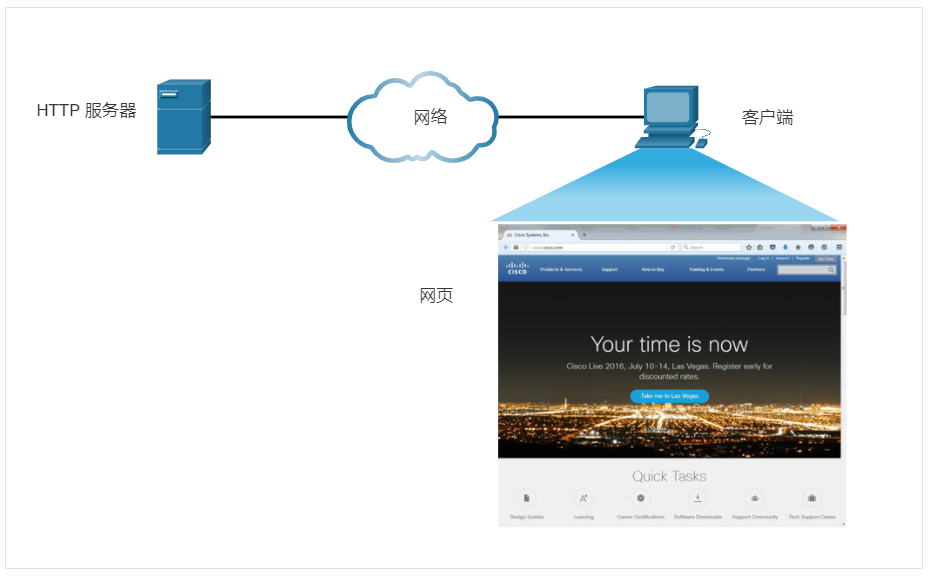 HTTP 服务器
网络
客户端
网页
Cisco Systems, Inc.
www.cisco.com
Search
Worldwide [change] Log In Account Register My Cisco
CISCO
Products & Services Support How to Buy Training & Events Partners
Your time is now
Cisco Live 2016, July 10-14, Las Vegas. Register early for
discounted rates.
Take me to Las Vegas
Quick Tasks
Design Guides Learning Career Certifications Software Downloads Support Community Tech Support Cases